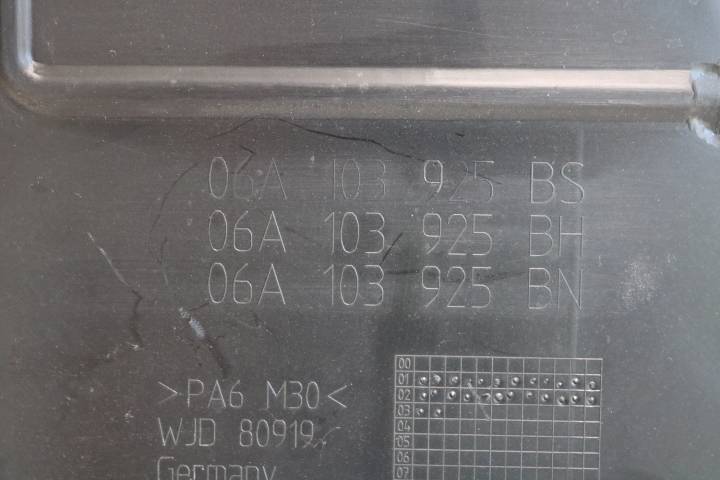 06A 103 925 BS
06A 103 925 BH
06A 103 925 BN
>PA6 M30<
WJD 80919
Germany
00
01
02
03
04
05
06
07